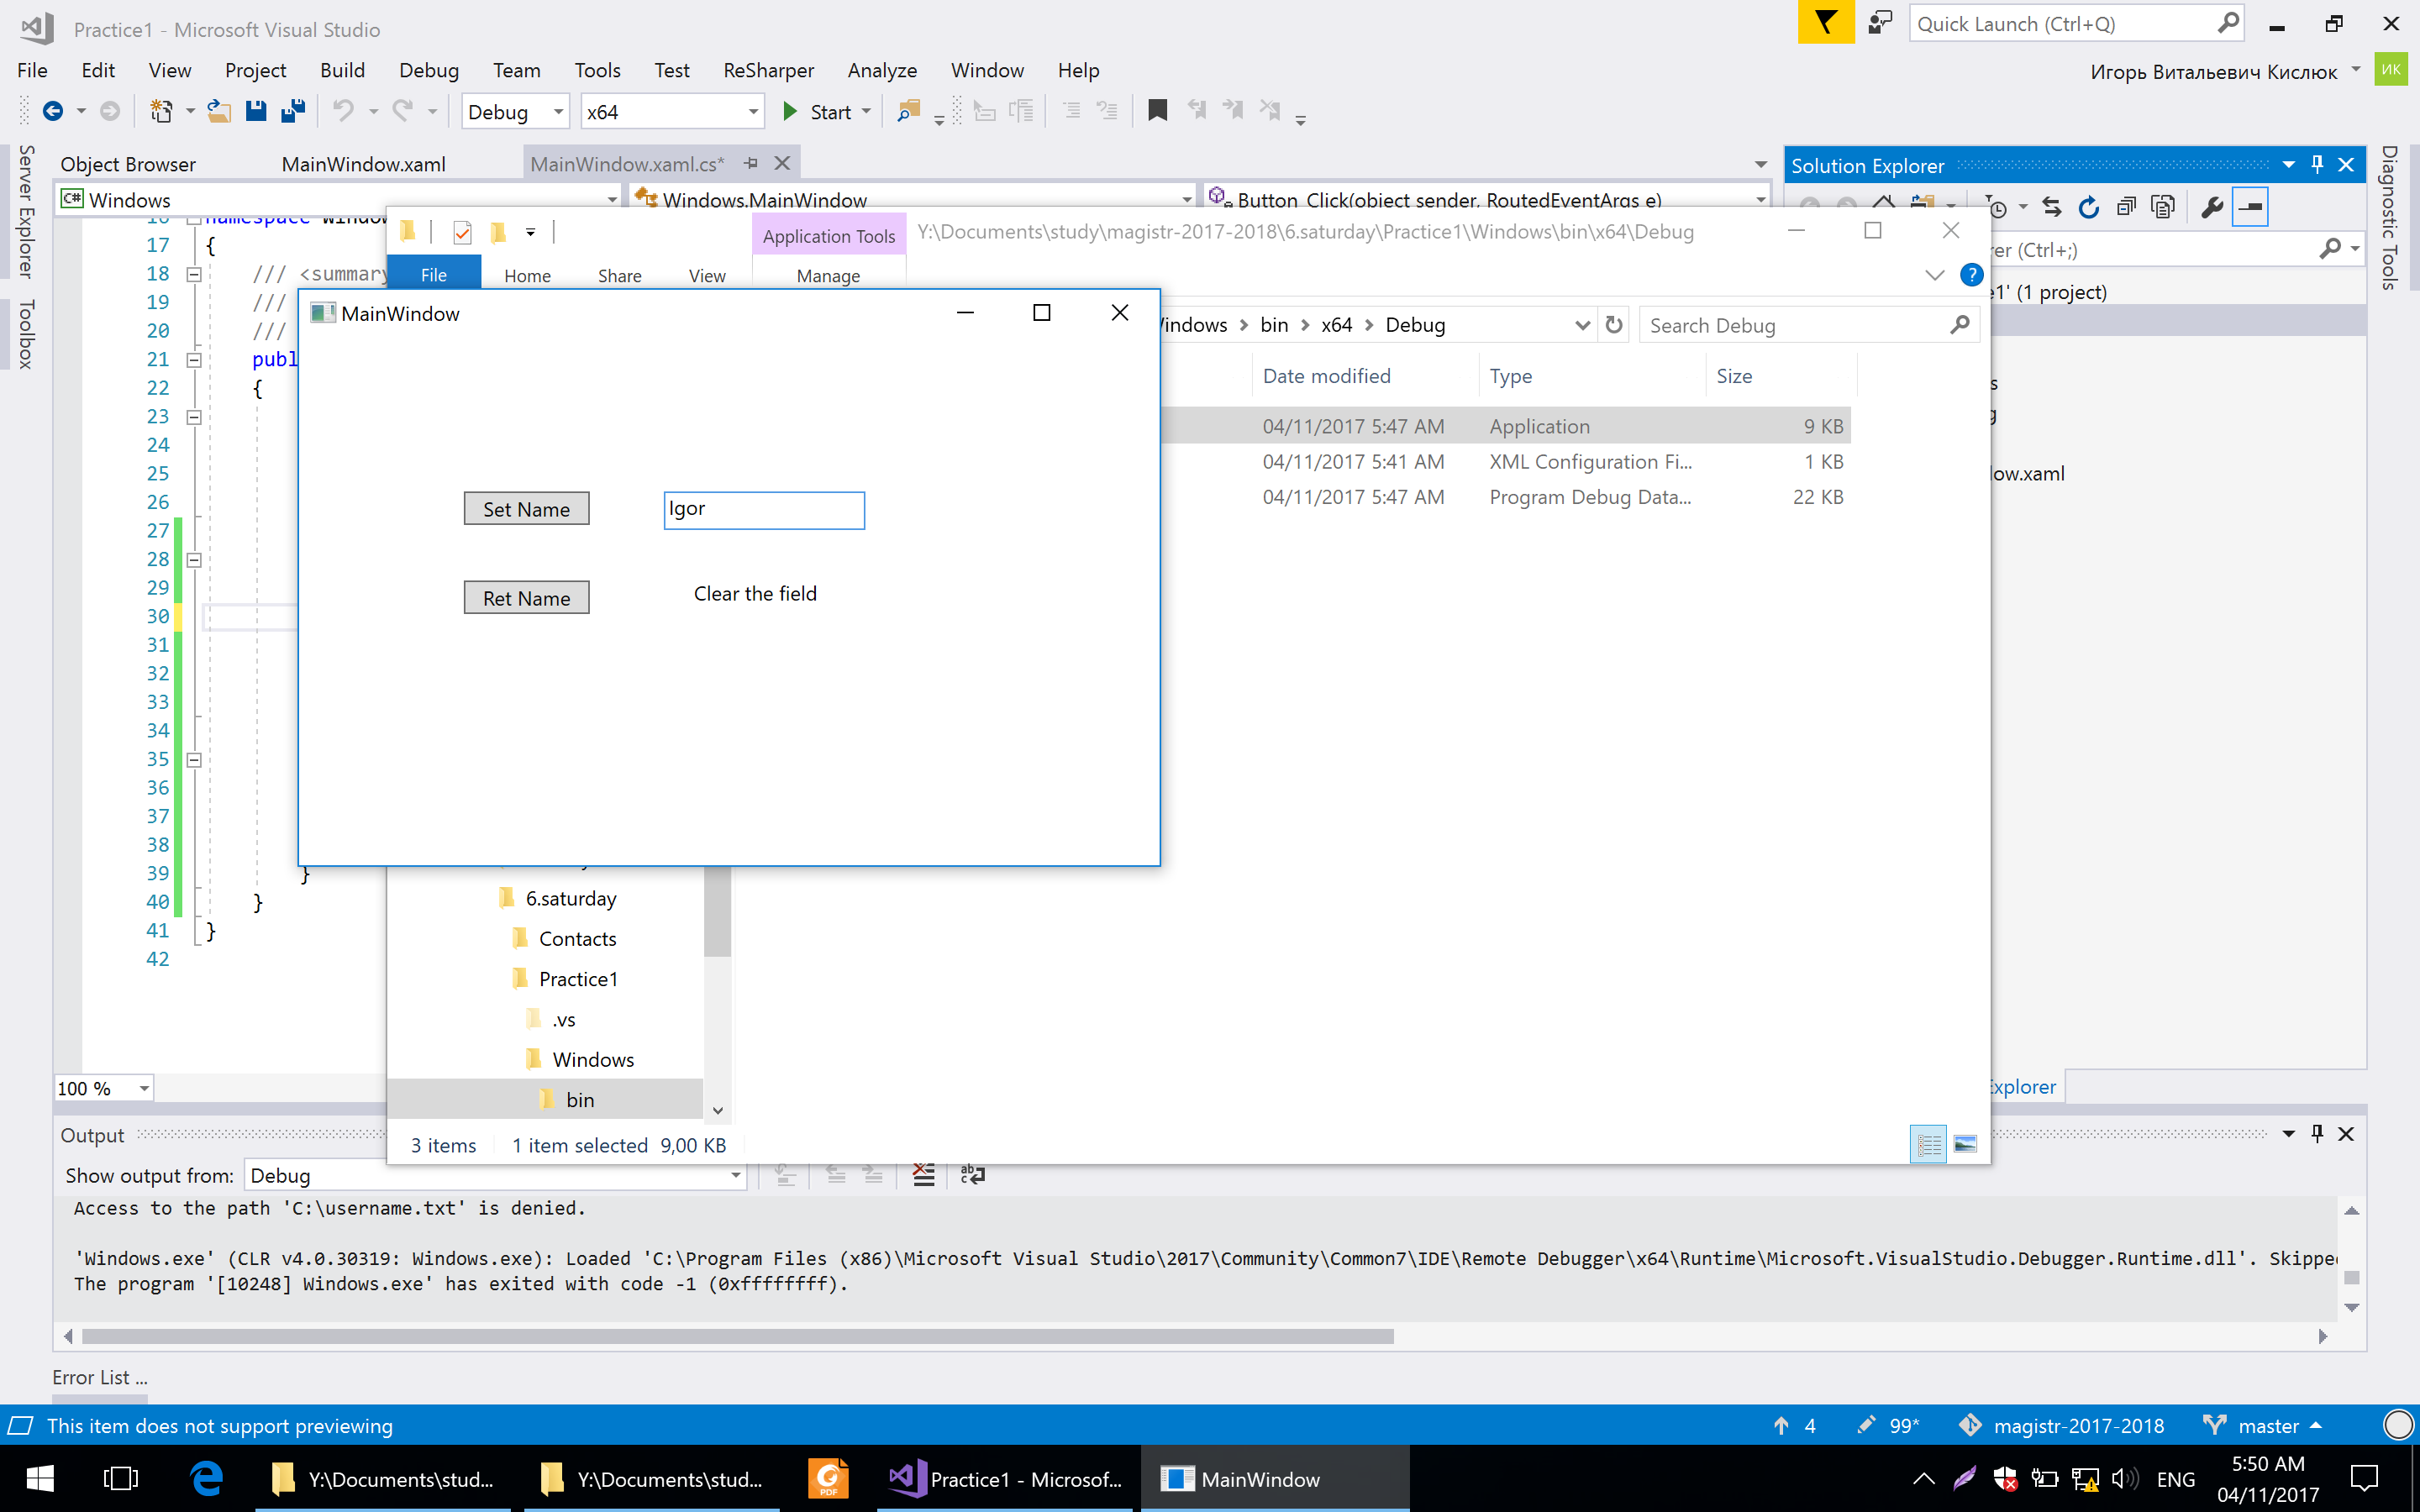 Practice1 - Microsoft Visual Studio
Quick Launch (Ctrl+Q)
File Edit View Project Build Debug Team Tools Test ReSharper Analyze Window Help
Игорь Витальевич Кислюк
ИК
Debug x64 Start
Server Explorer
Toolbox
Object Browser MainWindow.xaml MainWindow.xaml.cs*
C# Windows Windows.MainWindow Button_Click(object sender, RoutedEventArgs e)
Solution Explorer
Diagnostic Tools
rer (Ctrl+;)
e1' (1 project)
s
g
low.xaml
Explorer
16 namespace Window
17 {
18 /// <summary
19 ///
20 ///
21 publ
22 {
23
24
25
26
27
28
29
30
31
32
33
34
35
36
37
38
39 }
40 }
41 }
42
100 %
Application Tools
Y:\Documents\study\magistr-2017-2018\6.saturday\Practice1\Windows\bin\x64\Debug
File Home Share View Manage
Windows > bin > x64 > Debug
Search Debug
Date modified Type Size
04/11/2017 5:47 AM Application 9 KB
04/11/2017 5:41 AM XML Configuration Fi... 1 KB
04/11/2017 5:47 AM Program Debug Data... 22 KB
6.saturday
Contacts
Practice1
.vs
Windows
bin
3 items 1 item selected 9,00 KB
MainWindow
Set Name
Igor
Ret Name
Clear the field
Output
Show output from: Debug
Access to the path 'C:\username.txt' is denied.
'Windows.exe' (CLR v4.0.30319: Windows.exe): Loaded 'C:\Program Files (x86)\Microsoft Visual Studio\2017\Community\Common7\IDE\Remote Debugger\x64\Runtime\Microsoft.VisualStudio.Debugger.Runtime.dll'. Skipped
The program '[10248] Windows.exe' has exited with code -1 (0xffffffff).
Error List ...
This item does not support previewing
4 99* magistr-2017-2018 master
Y:\Documents\stud...
Y:\Documents\stud...
PDF
Practice1 - Microsof...
MainWindow
ENG
5:50 AM
04/11/2017